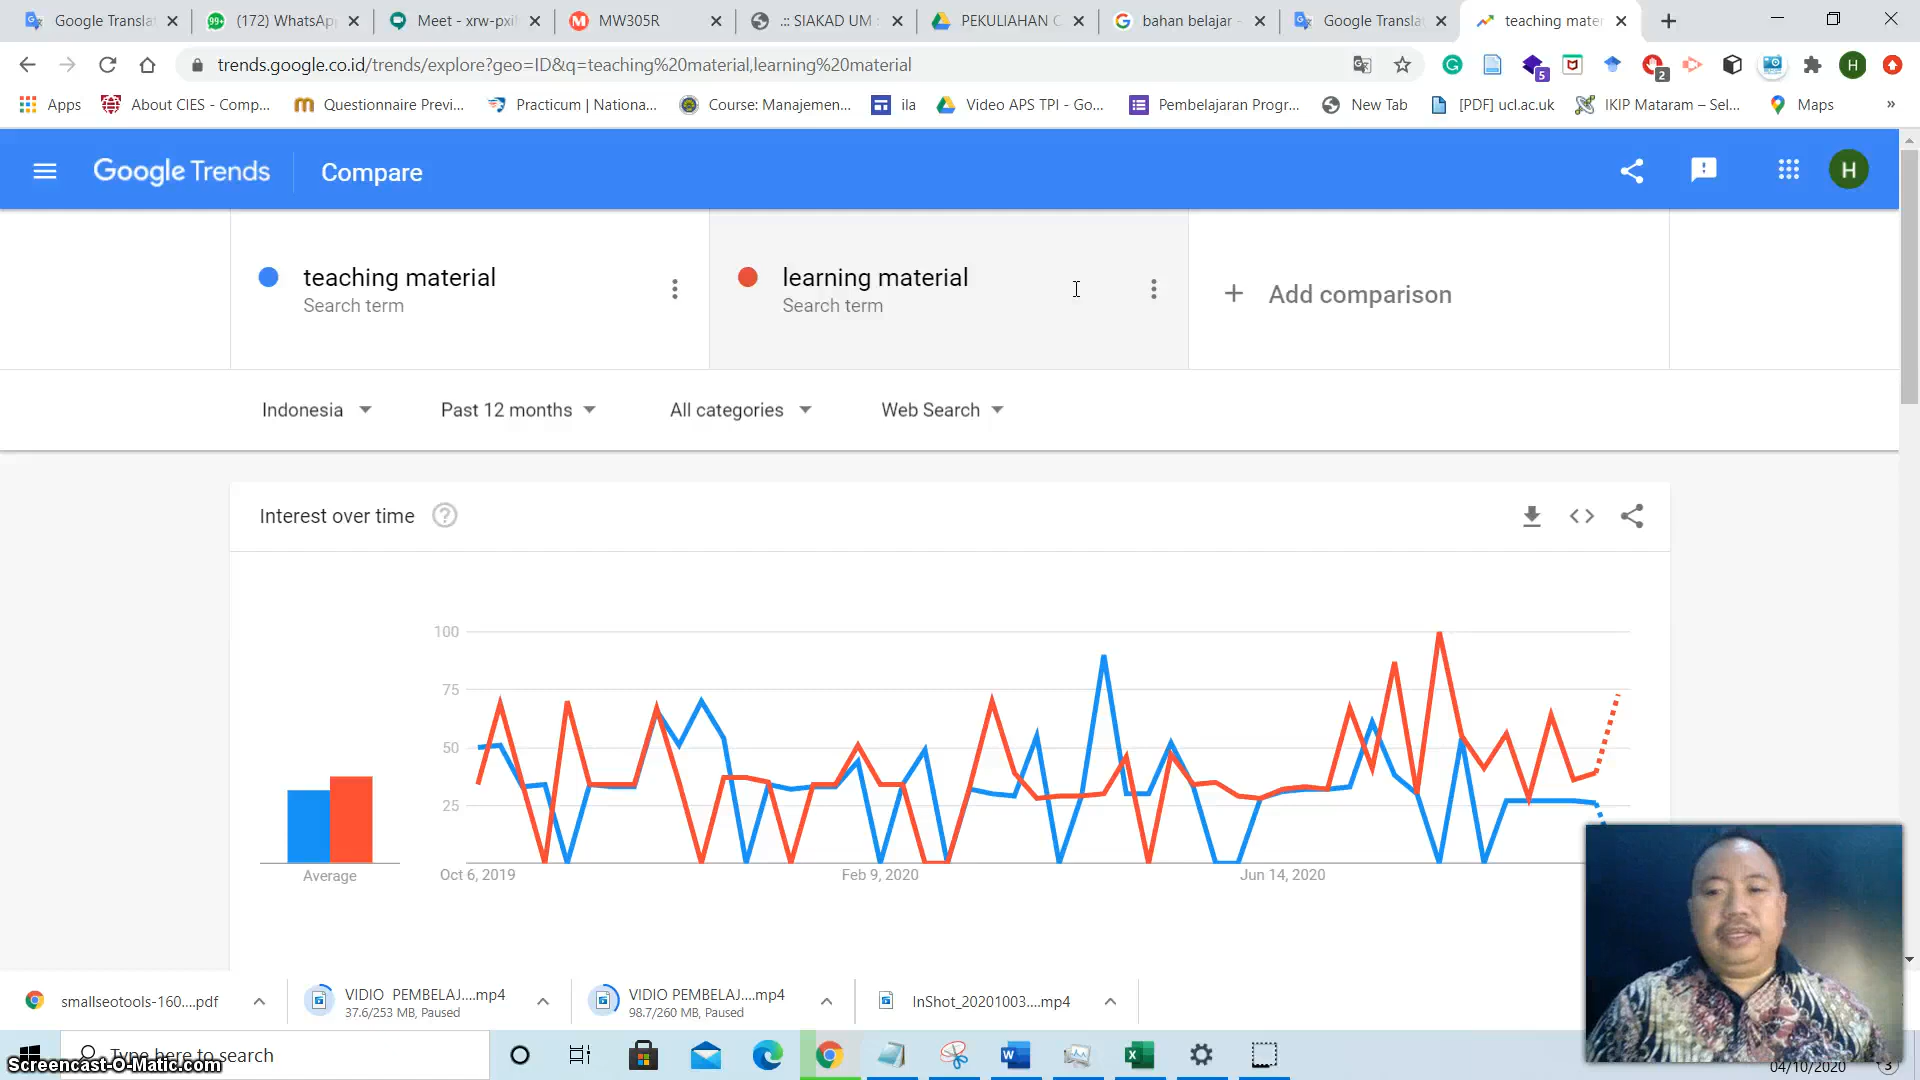 Google Transla
(172) WhatsApp
Meet - xrw-pxi
MW305R
.:: SIAKAD UM
PEKULIAHAN C
bahan belajar -
Google Transla
teaching mater
trends.google.co.id/trends/explore?geo=ID&q=teaching%20material,learning%20material
Apps
About CIES - Comp...
Questionnaire Previ...
Practicum | Nationa...
Course: Manajemen...
ila
Video APS TPI - Go...
Pembelajaran Progr...
New Tab
[PDF] ucl.ac.uk
IKIP Mataram – Sel...
Maps
»
Google Trends
Compare
H
teaching material
Search term
learning material
Search term
+ Add comparison
Indonesia
Past 12 months
All categories
Web Search
Interest over time
100
75
50
25
Average
Oct 6, 2019
Feb 9, 2020
Jun 14, 2020
smallseotools-160....pdf
VIDIO PEMBELAJ....mp4
37.6/253 MB, Paused
VIDIO PEMBELAJ....mp4
98.7/260 MB, Paused
InShot_20201003....mp4
Type here to search
Screencast-O-Matic.com
04/10/2020
3